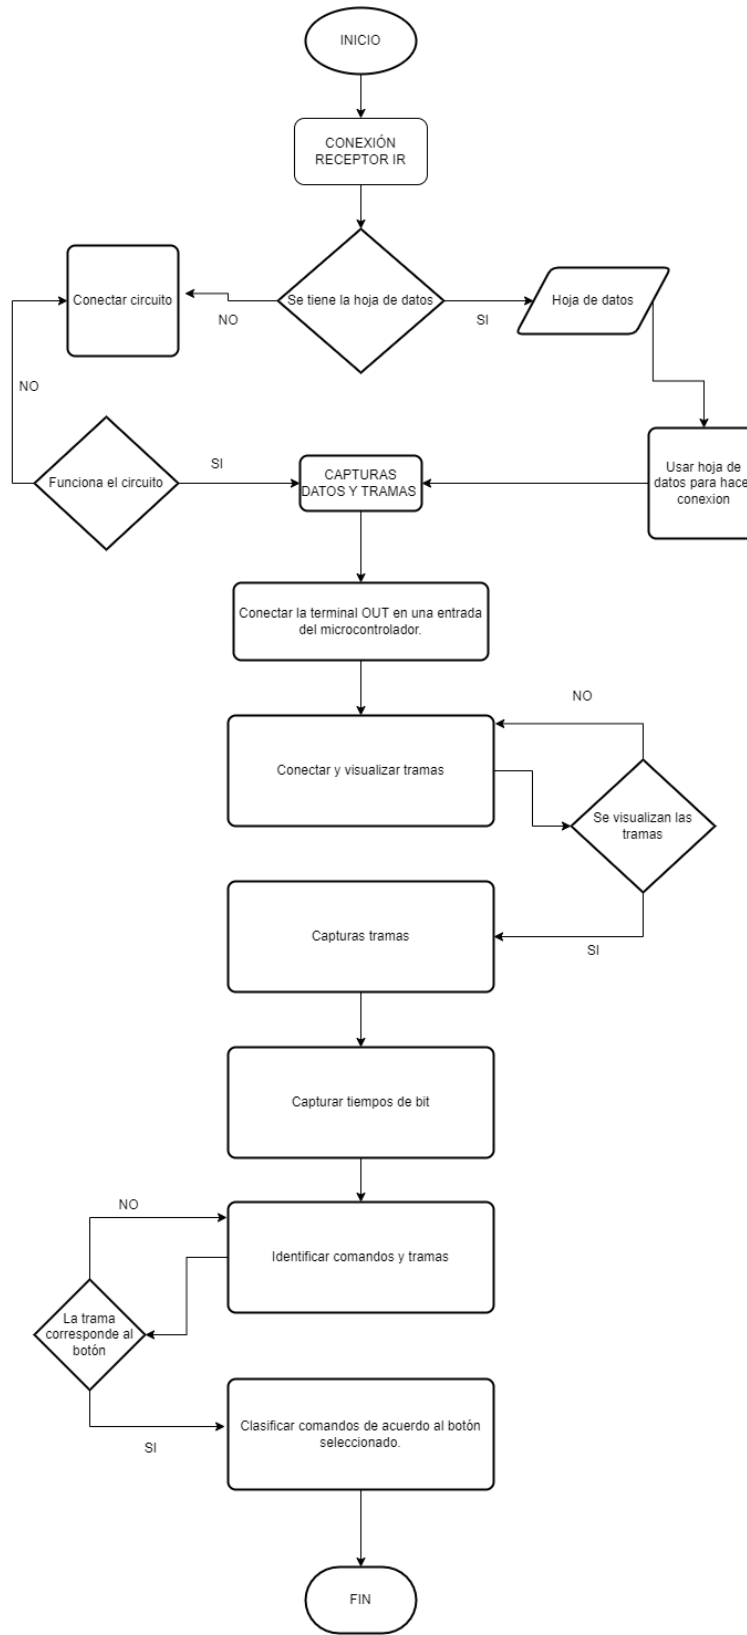 INICIO
CONEXIÓN
RECEPTOR IR
Conectar circuito
Se tiene la hoja de datos
Hoja de datos
NO
SI
NO
Funciona el circuito
SI
CAPTURAS
DATOS Y TRAMAS
Usar hoja de
datos para hace
conexion
Conectar la terminal OUT en una entrada
del microcontrolador.
NO
Conectar y visualizar tramas
Se visualizan las
tramas
Capturas tramas
SI
Capturar tiempos de bit
NO
Identificar comandos y tramas
La trama
corresponde al
botón
Clasificar comandos de acuerdo al botón
seleccionado.
SI
FIN